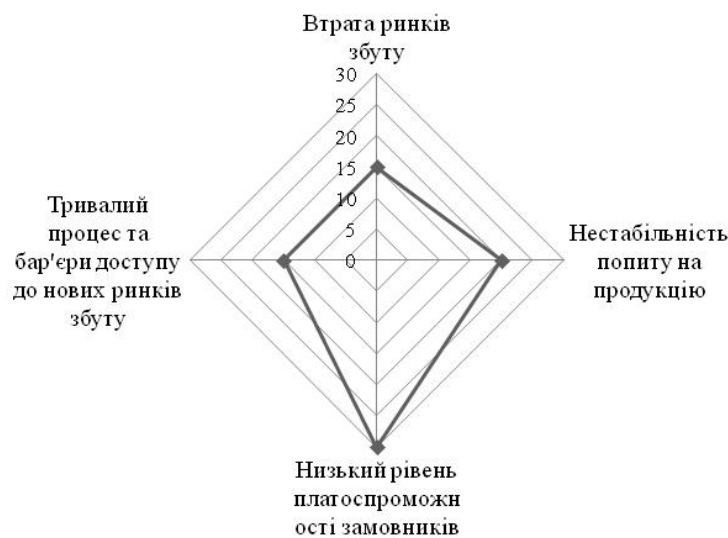 Втрата ринків
збуту
30
25
20
15
10
5
0
Тривалий
процес та
бар'єри доступу
до нових ринків
збуту
Нестабільність
попиту на
продукцію
Низький рівень
платоспроможн
ості замовників